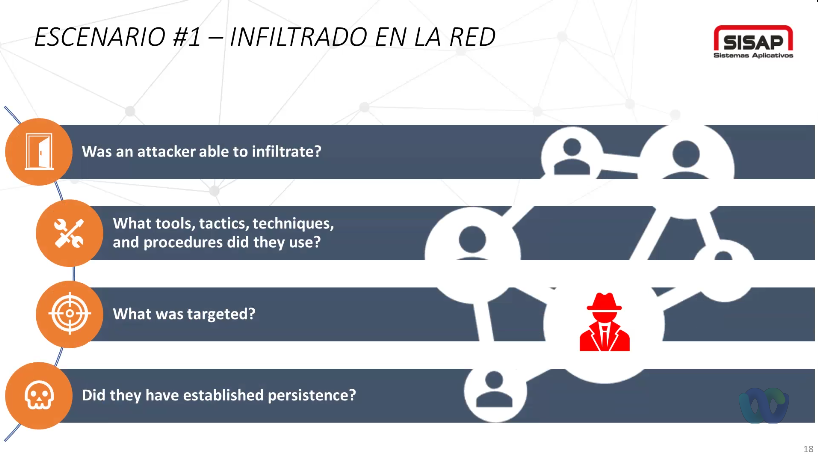 ESCENARIO #1 – INFILTRADO EN LA RED
SISAP
Sistemas Aplicativos
Was an attacker able to infiltrate?
What tools, tactics, techniques,
and procedures did they use?
What was targeted?
Did they have established persistence?
18